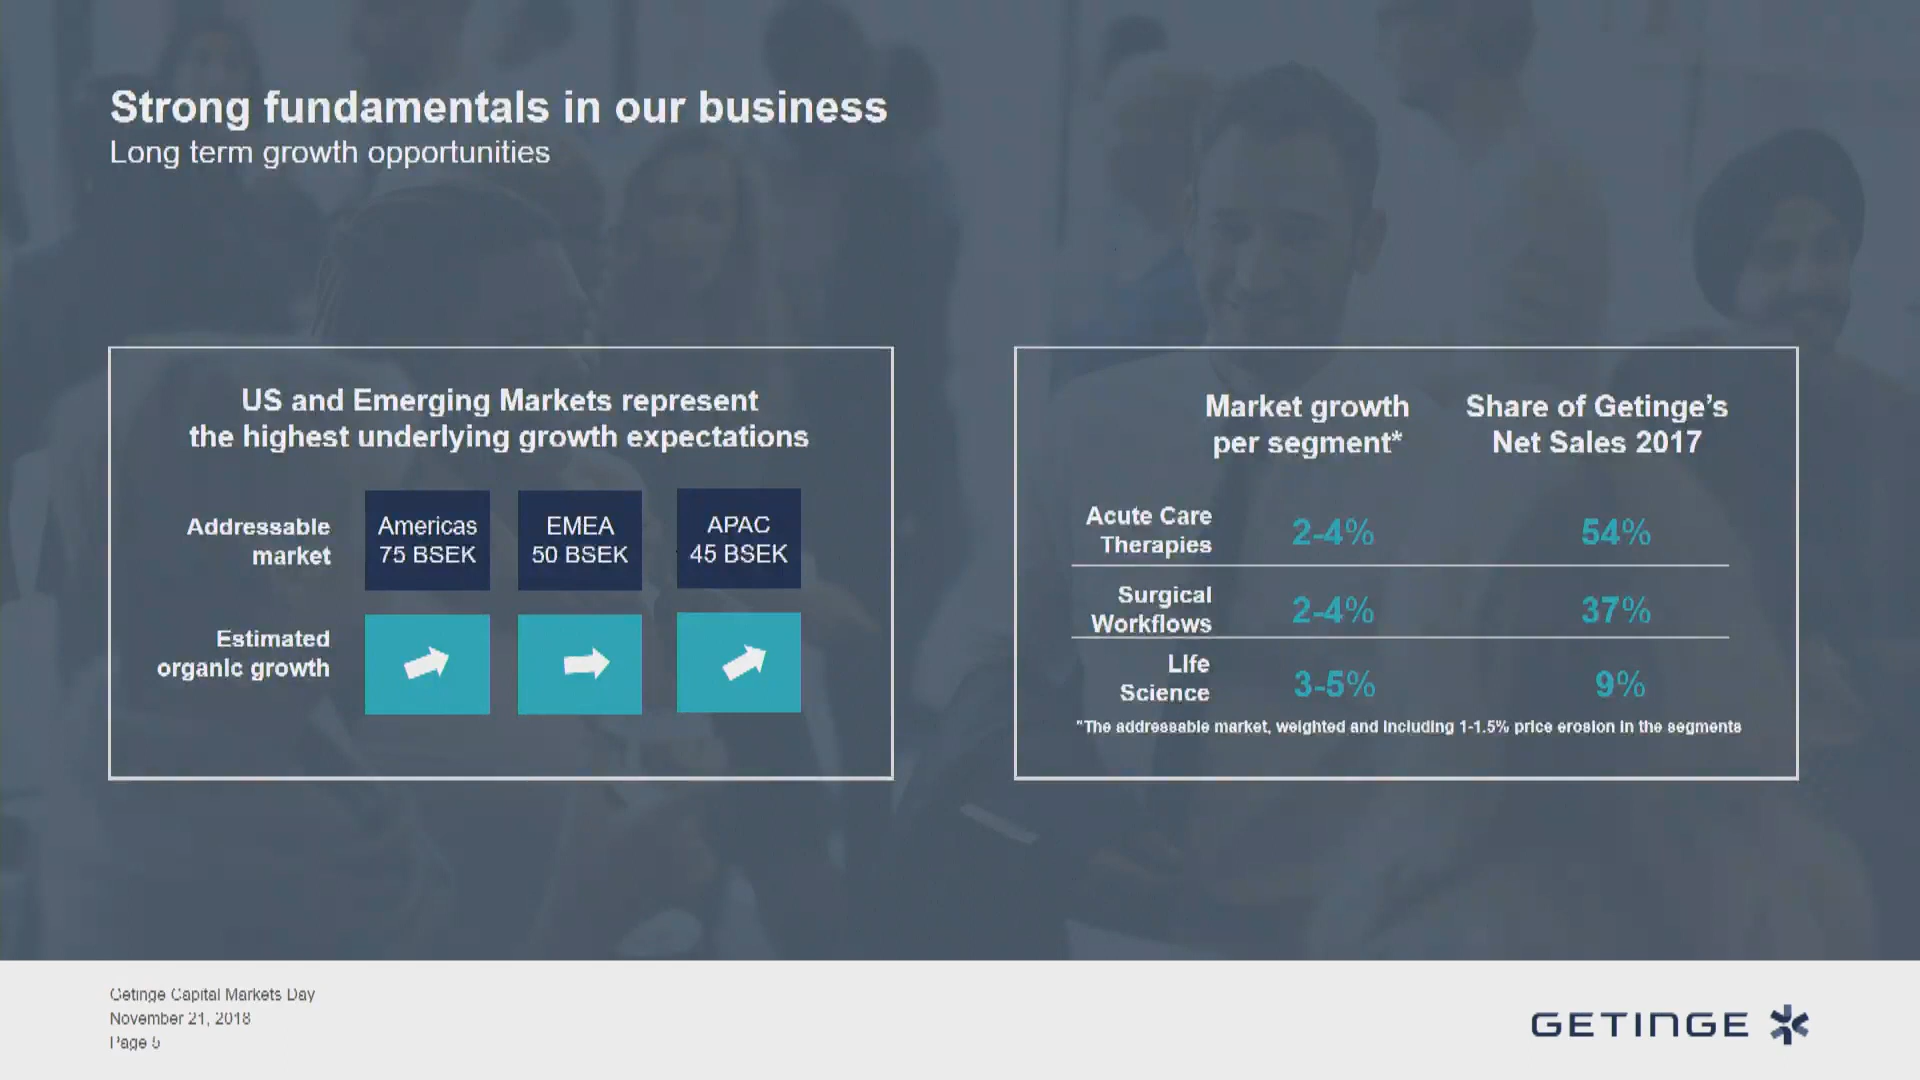 Strong fundamentals in our business
Long term growth opportunities
US and Emerging Markets represent
the highest underlying growth expectations
Addressable
market
Americas
75 BSEK
EMEA
50 BSEK
APAC
45 BSEK
Estimated
organic growth
Market growth
per segment*
Share of Getinge’s
Net Sales 2017
Acute Care
Therapies
2-4%
54%
Surgical
Workflows
2-4%
37%
Life
Science
3-5%
9%
*The addressable market, weighted and including 1-1.5% price erosion in the segments
Getinge Capital Markets Day
November 21, 2018
Page 5
GETINGE